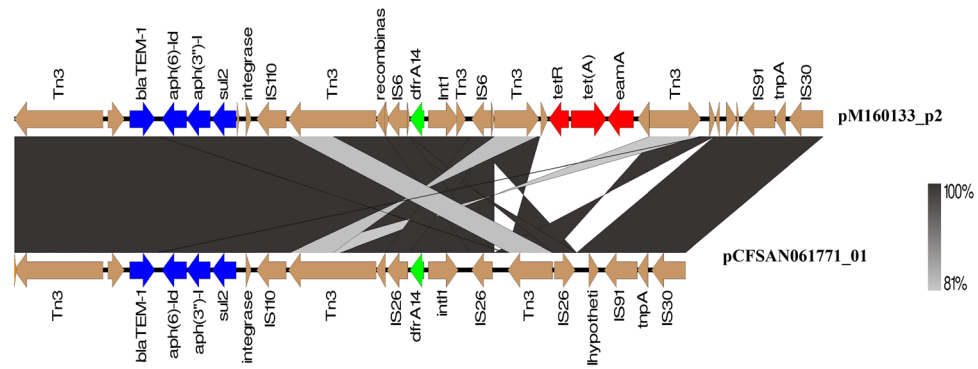 Tn3
blaTEM-1
aph(6)-Id
aph(3")-I
sul2
integrase
IS110
Tn3
recombinas
IS6
dfrA14
Int1
Tn3
IS6
Tn3
tetR
tet(A)
eamA
Tn3
IS91
tnpA
IS30
pM160133_p2
100%
81%
pCFSAN061771_01
Tn3
blaTEM-1
aph(6)-Id
aph(3")-I
sul2
integrase
IS110
Tn3
IS26
dfrA14
intI1
IS26
Tn3
IS26
Ihypotheti
IS91
tnpA
IS30